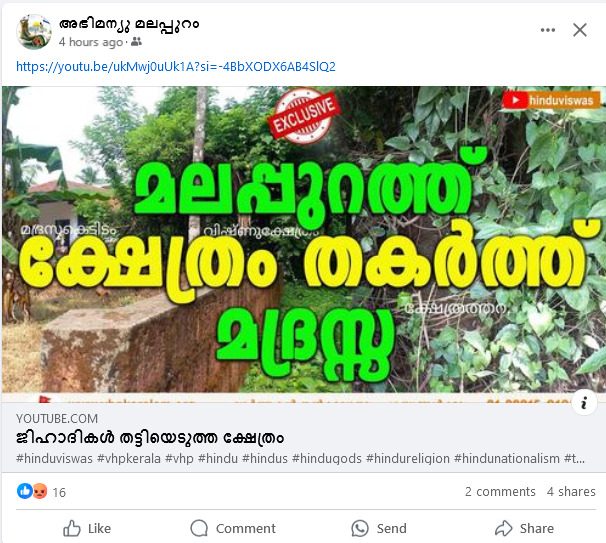 അഭിമന്യു മലപ്പുറം
4 hours ago ·
https://youtu.be/ukMwj0uUk1A?si=-4BbXODX6AB4SlQ2
hinduviswas
EXCLUSIVE
മലപ്പുറത്ത്
മദ്രസ്സകെട്ടിടം വിഷ്ണുക്ഷേത്രം
ക്ഷേത്രം തകർത്ത്
ക്ഷേത്രത്തറ
മദ്രസ്സ
YOUTUBE.COM
ജിഹാദികൾ തട്ടിയെടുത്ത ക്ഷേത്രം
#hinduviswas #vhpkerala #vhp #hindu #hindus #hindugods #hindureligion #hindunationalism #t...
16
2 comments 4 shares
Like Comment Send Share